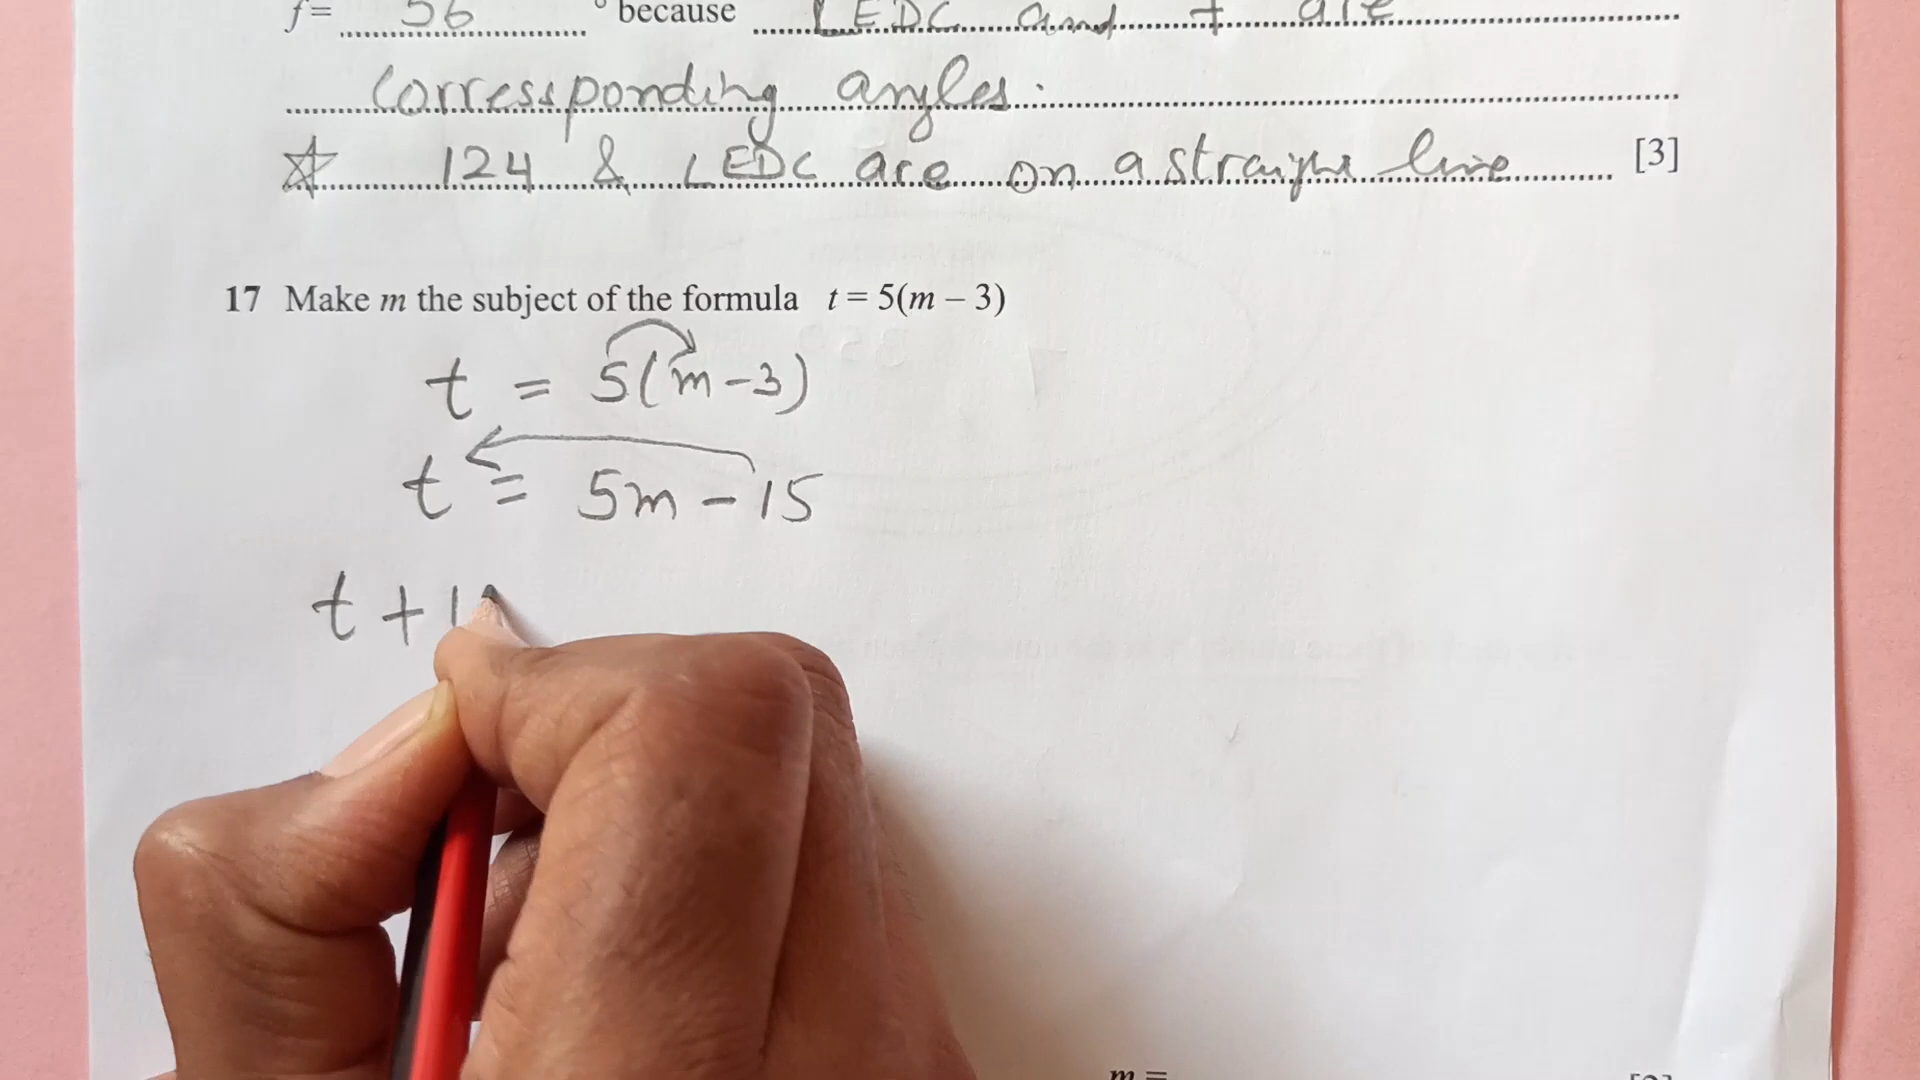 f = 56 ° because ∠EDC and f are
corressponding angles.
☆ 124 & ∠EDC are on a straight line [3]
17 Make m the subject of the formula t = 5(m – 3)
t = 5(m - 3)
t = 5m - 15
t + 1
m =